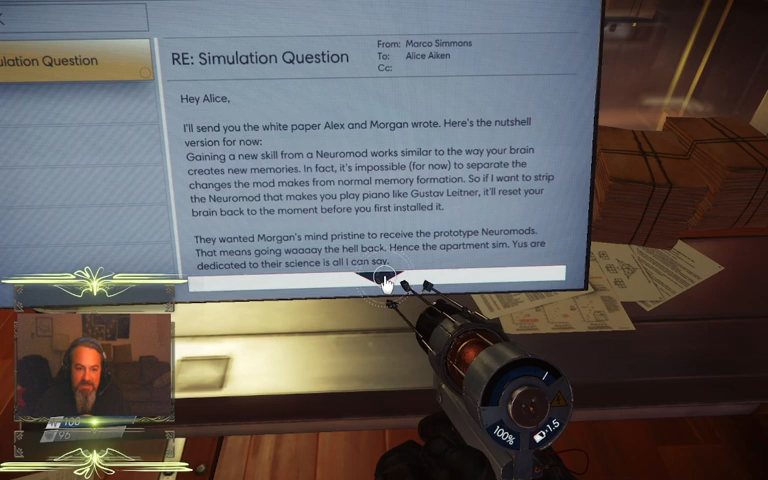 ulation Question
RE: Simulation Question
From: Marco Simmons
To: Alice Aiken
Cc:
Hey Alice,
I'll send you the white paper Alex and Morgan wrote. Here's the nutshell
version for now:
Gaining a new skill from a Neuromod works similar to the way your brain
creates new memories. In fact, it's impossible (for now) to separate the
changes the mod makes from normal memory formation. So if I want to strip
the Neuromod that makes you play piano like Gustav Leitner, it'll reset your
brain back to the moment before you first installed it.
They wanted Morgan's mind pristine to receive the prototype Neuromods.
That means going waaaay the hell back. Hence the apartment sim. Yus are
dedicated to their science is all I can say.
100
96
100%
1.5